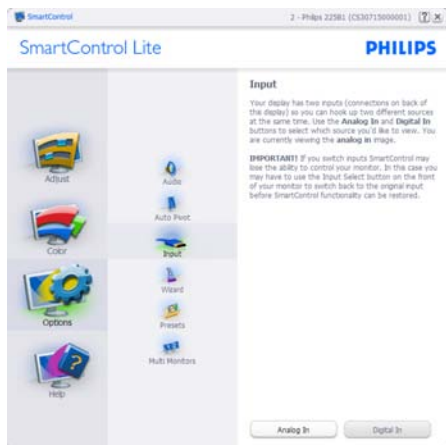 SmartControl
2 - Philips 225B1 (CS30715000001)
SmartControl Lite
PHILIPS
Adjust
Color
Options
Help
Audio
Auto Pivot
Input
Wizard
Presets
Multi Monitors
Input
Your display has two inputs (connections on back of
this display) so you can hook up two different sources
at the same time. Use the Analog In and Digital In
buttons to select which source you'd like to view. You
are currently viewing the analog in image.
IMPORTANT! If you switch inputs SmartControl may
lose the ability to control your monitor. In this case you
may have to use the Input Select button on the front
of your monitor to switch back to the original input
before SmartControl functionality can be restored.
Analog In
Digital In